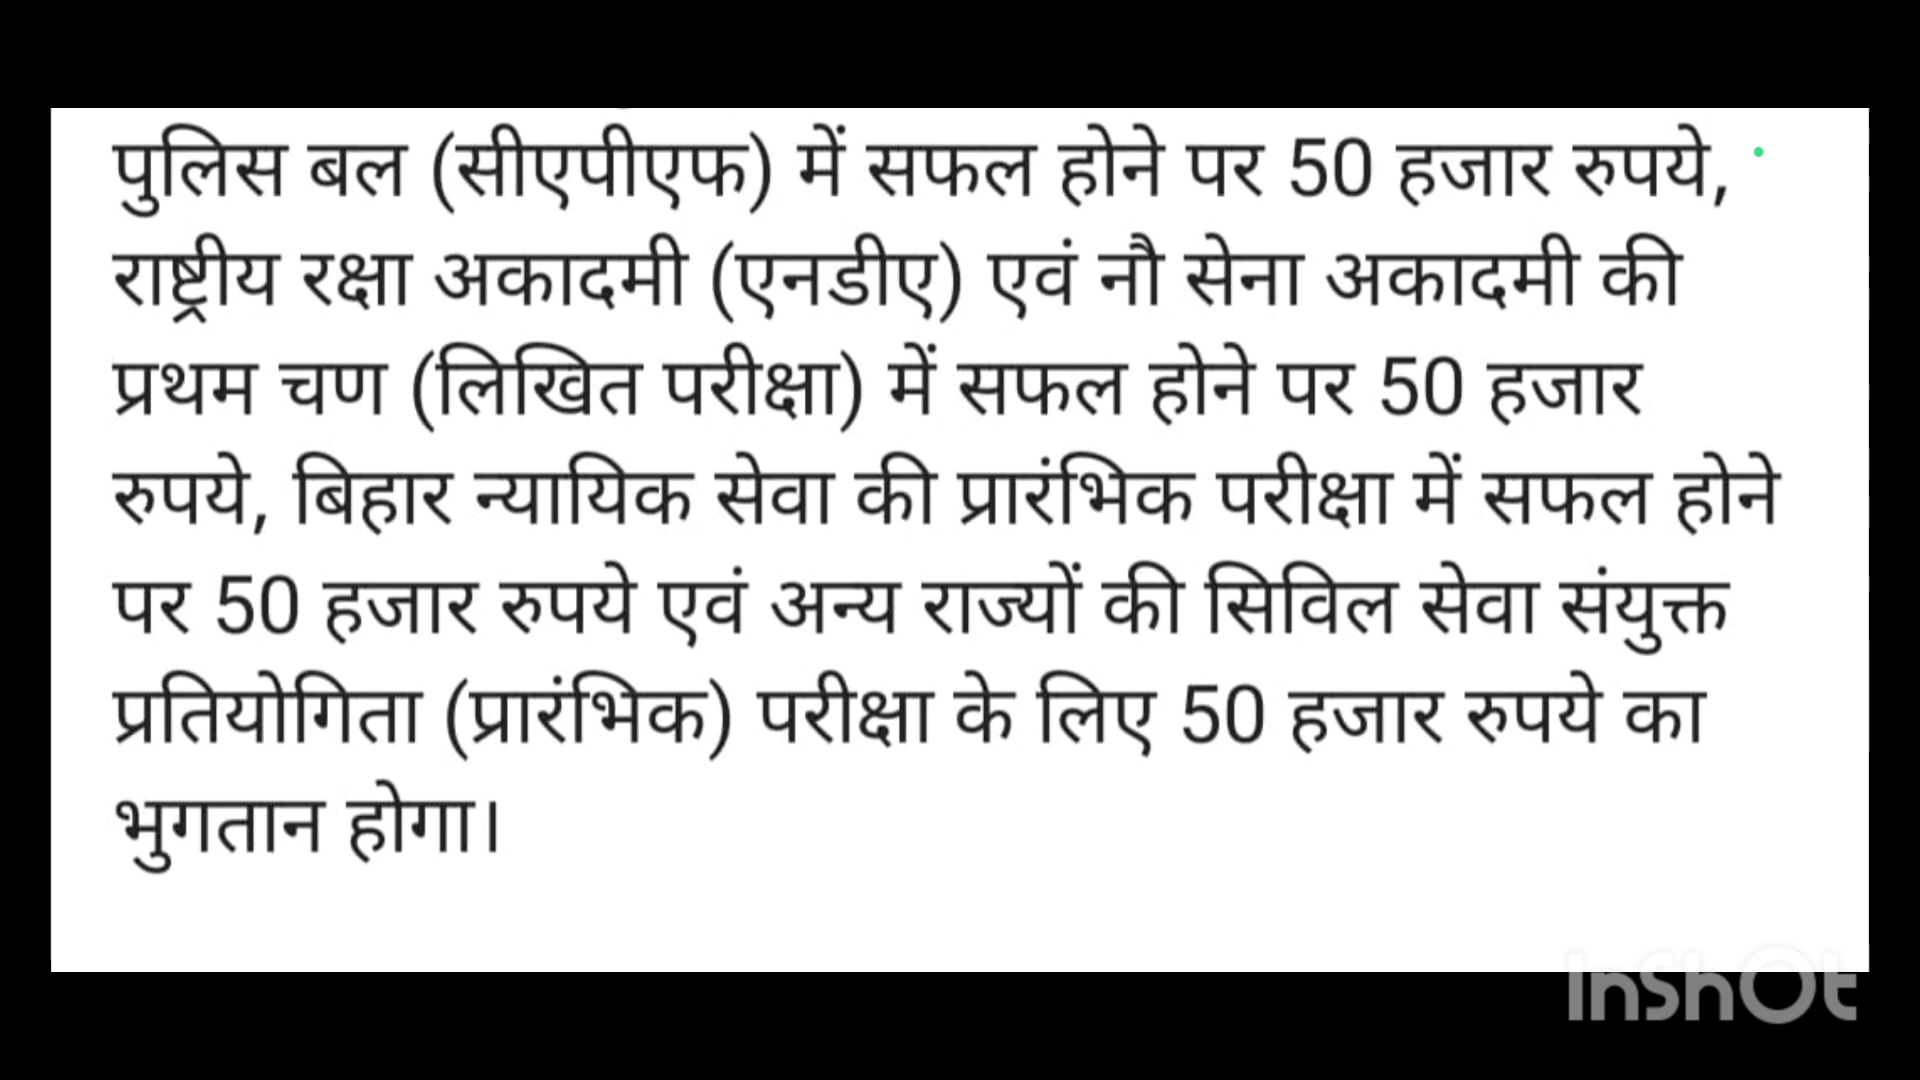 पुलिस बल (सीएपीएफ) में सफल होने पर 50 हजार रुपये,
राष्ट्रीय रक्षा अकादमी (एनडीए) एवं नौ सेना अकादमी की
प्रथम चण (लिखित परीक्षा) में सफल होने पर 50 हजार
रुपये, बिहार न्यायिक सेवा की प्रारंभिक परीक्षा में सफल होने
पर 50 हजार रुपये एवं अन्य राज्यों की सिविल सेवा संयुक्त
प्रतियोगिता (प्रारंभिक) परीक्षा के लिए 50 हजार रुपये का
भुगतान होगा।
InShOt